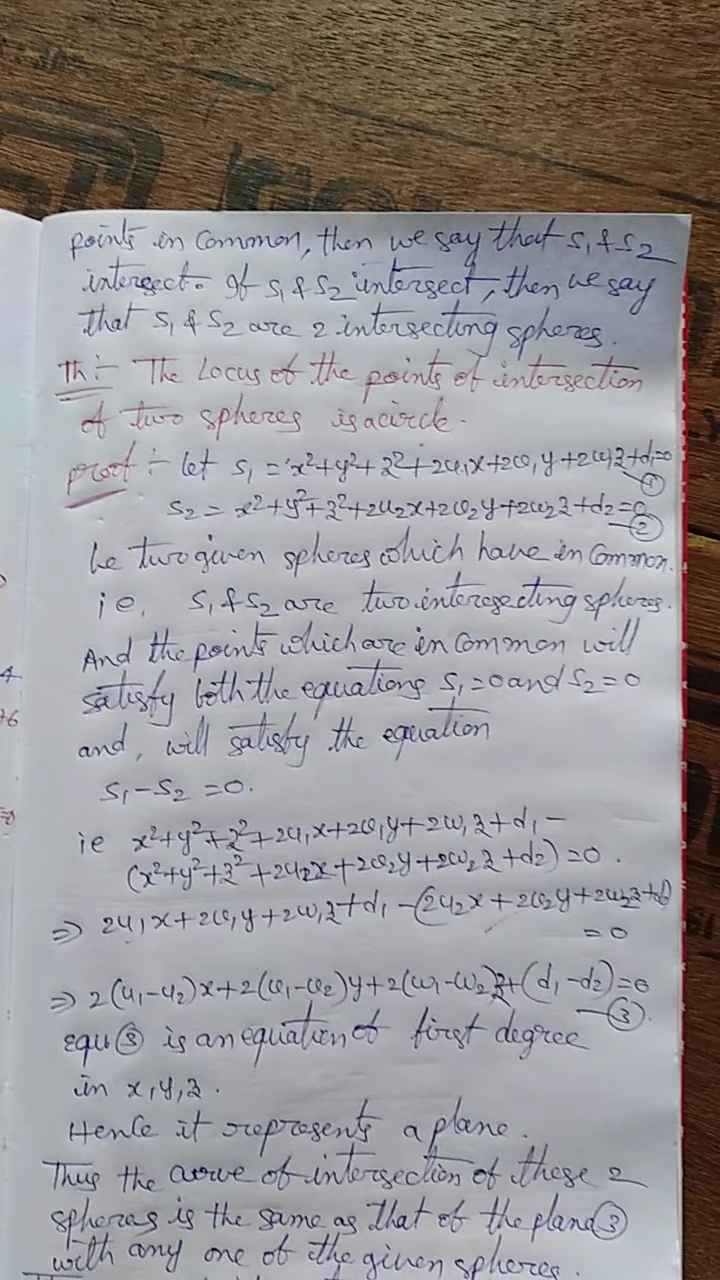 points in common, then we say that S₁ & S₂
intersect. If S₁ & S₂ intersect, then we say
that S₁ & S₂ are 2 intersecting spheres.
Th :- The Locus of the points of intersection
of two spheres is a circle.
proof :- Let S₁ = x²+y²+z²+2u₁x+2v₁y+2w₁z+d₁=0
①
S₂ = x²+y²+z²+2u₂x+2v₂y+2w₂z+d₂=0
②
be two given spheres which have in common.
ie, S₁ & S₂ are two intersecting spheres.
And the points which are in common will
satisfy both the equations S₁=0 and S₂=0
and, will satisfy the equation
S₁-S₂ =0.
ie x²+y²+z²+2u₁x+2v₁y+2w₁z+d₁-
(x²+y²+z²+2u₂x+2v₂y+2w₂z+d₂)=0.
⇒ 2u₁x+2v₁y+2w₁z+d₁-(2u₂x+2v₂y+2w₂z+d₂)
=0
⇒ 2(u₁-u₂)x+2(v₁-v₂)y+2(w₁-w₂)z+(d₁-d₂)=0
—③.
equ ③ is an equation of first degree
in x,y,z.
Hence it represents a plane.
Thus the curve of intersection of these 2
spheres is the same as that of the plane ③
with any one of the given spheres.